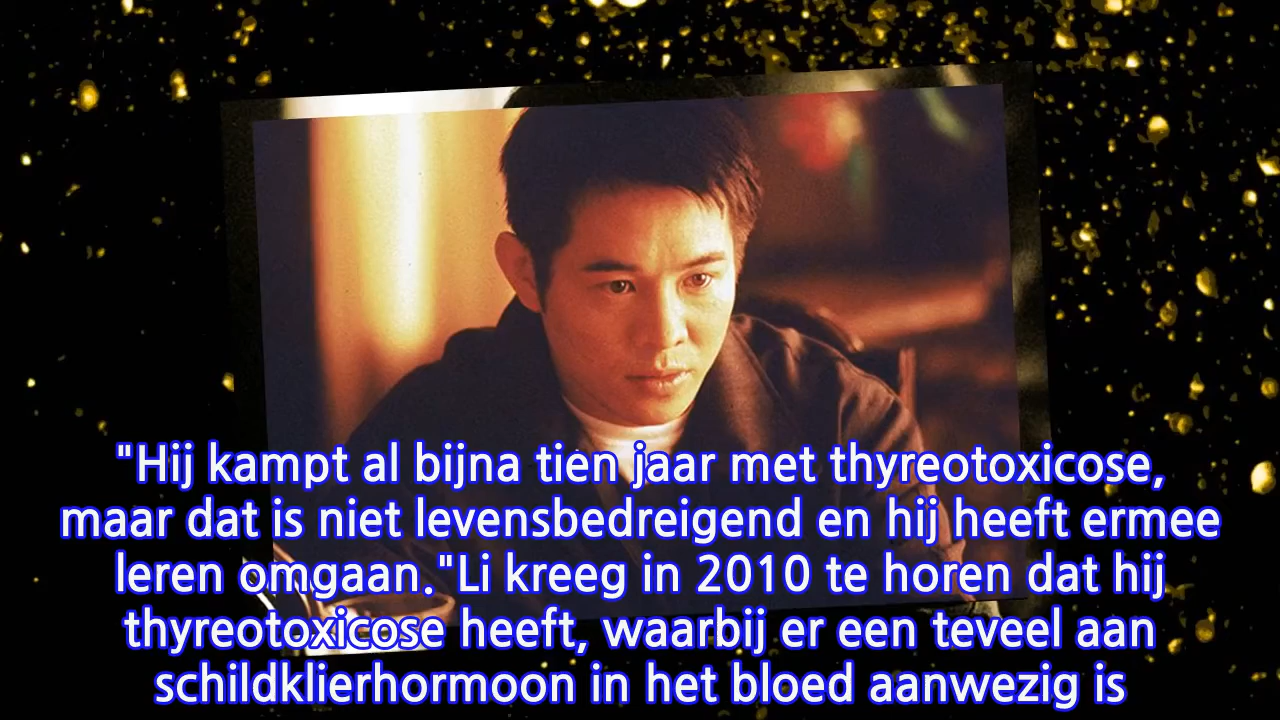 "Hij kampt al bijna tien jaar met thyreotoxicose,
maar dat is niet levensbedreigend en hij heeft ermee
leren omgaan."Li kreeg in 2010 te horen dat hij
thyreotoxicose heeft, waarbij er een teveel aan
schildklierhormoon in het bloed aanwezig is